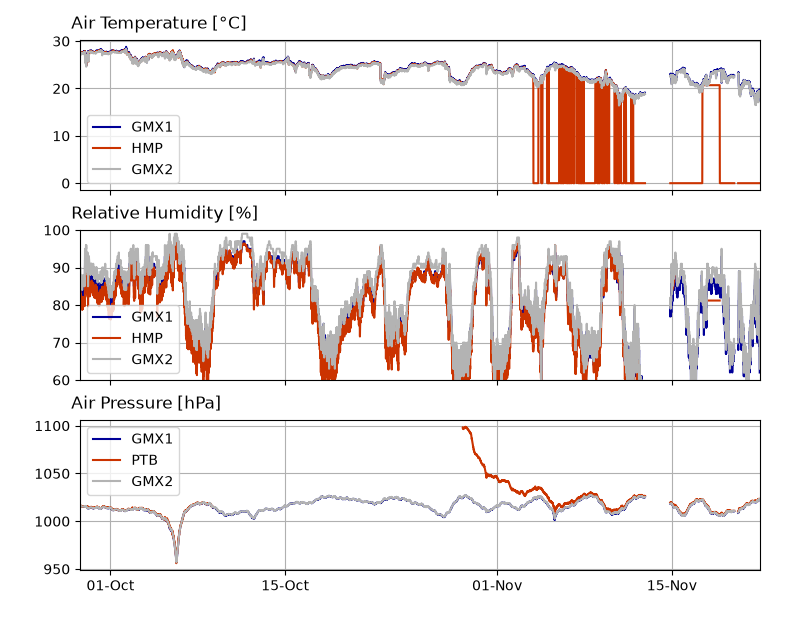 Air Temperature [°C]
30
20
10
0
GMX1
HMP
GMX2
Relative Humidity [%]
100
90
80
70
60
GMX1
HMP
GMX2
Air Pressure [hPa]
1100
1050
1000
950
GMX1
PTB
GMX2
01-Oct
15-Oct
01-Nov
15-Nov